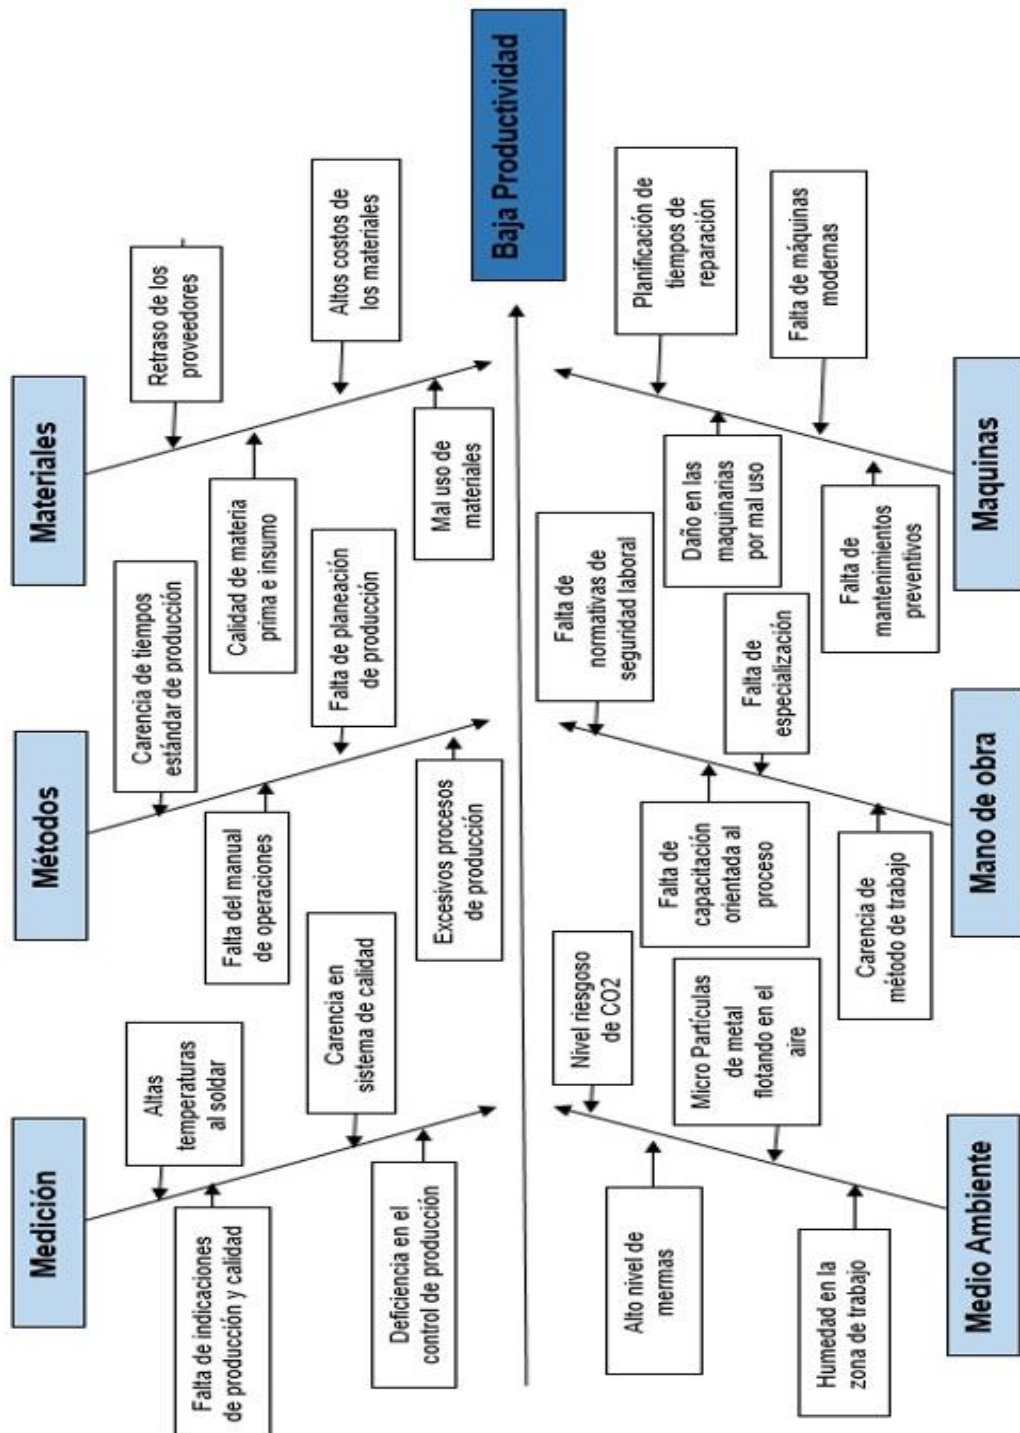 Medición
Métodos
Materiales
Altas
temperaturas
al soldar
Falta de indicaciones
de producción y calidad
Carencia en
sistema de calidad
Deficiencia en el
control de producción
Carencia de tiempos
estándar de producción
Falta del manual
de operaciones
Falta de planeación
de producción
Excesivos procesos
de producción
Retraso de los
proveedores
Calidad de materia
prima e insumo
Altos costos de
los materiales
Mal uso de
materiales
Baja Productividad
Nivel riesgoso
de CO2
Alto nivel de
mermas
Micro Partículas
de metal
flotando en el
aire
Humedad en la
zona de trabajo
Falta de
normativas de
seguridad laboral
Falta de
capacitación
orientada al
proceso
Falta de
especialización
Carencia de
método de trabajo
Planificación de
tiempos de
reparación
Daño en las
maquinarias
por mal uso
Falta de máquinas
modernas
Falta de
mantenimientos
preventivos
Medio Ambiente
Mano de obra
Maquinas